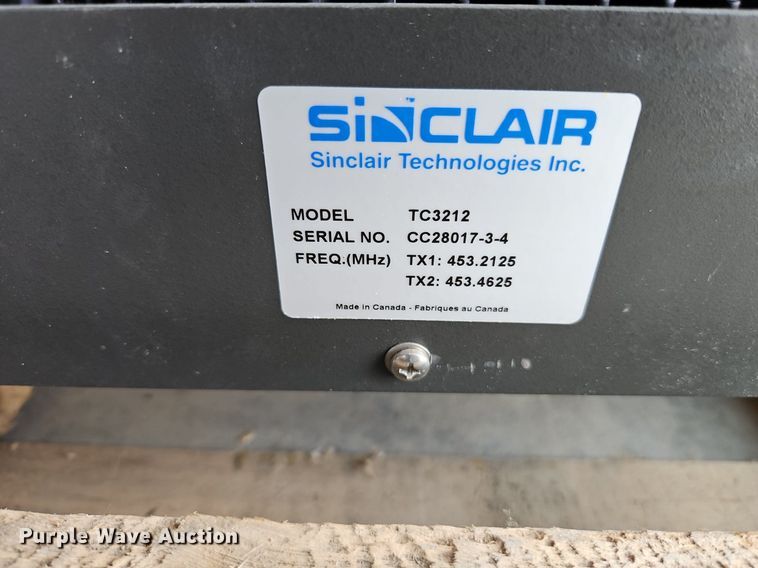 SINCLAIR
Sinclair Technologies Inc.
MODEL TC3212
SERIAL NO. CC28017-3-4
FREQ.(MHz) TX1: 453.2125
TX2: 453.4625
Made in Canada - Fabriques au Canada
Purple Wave Auction